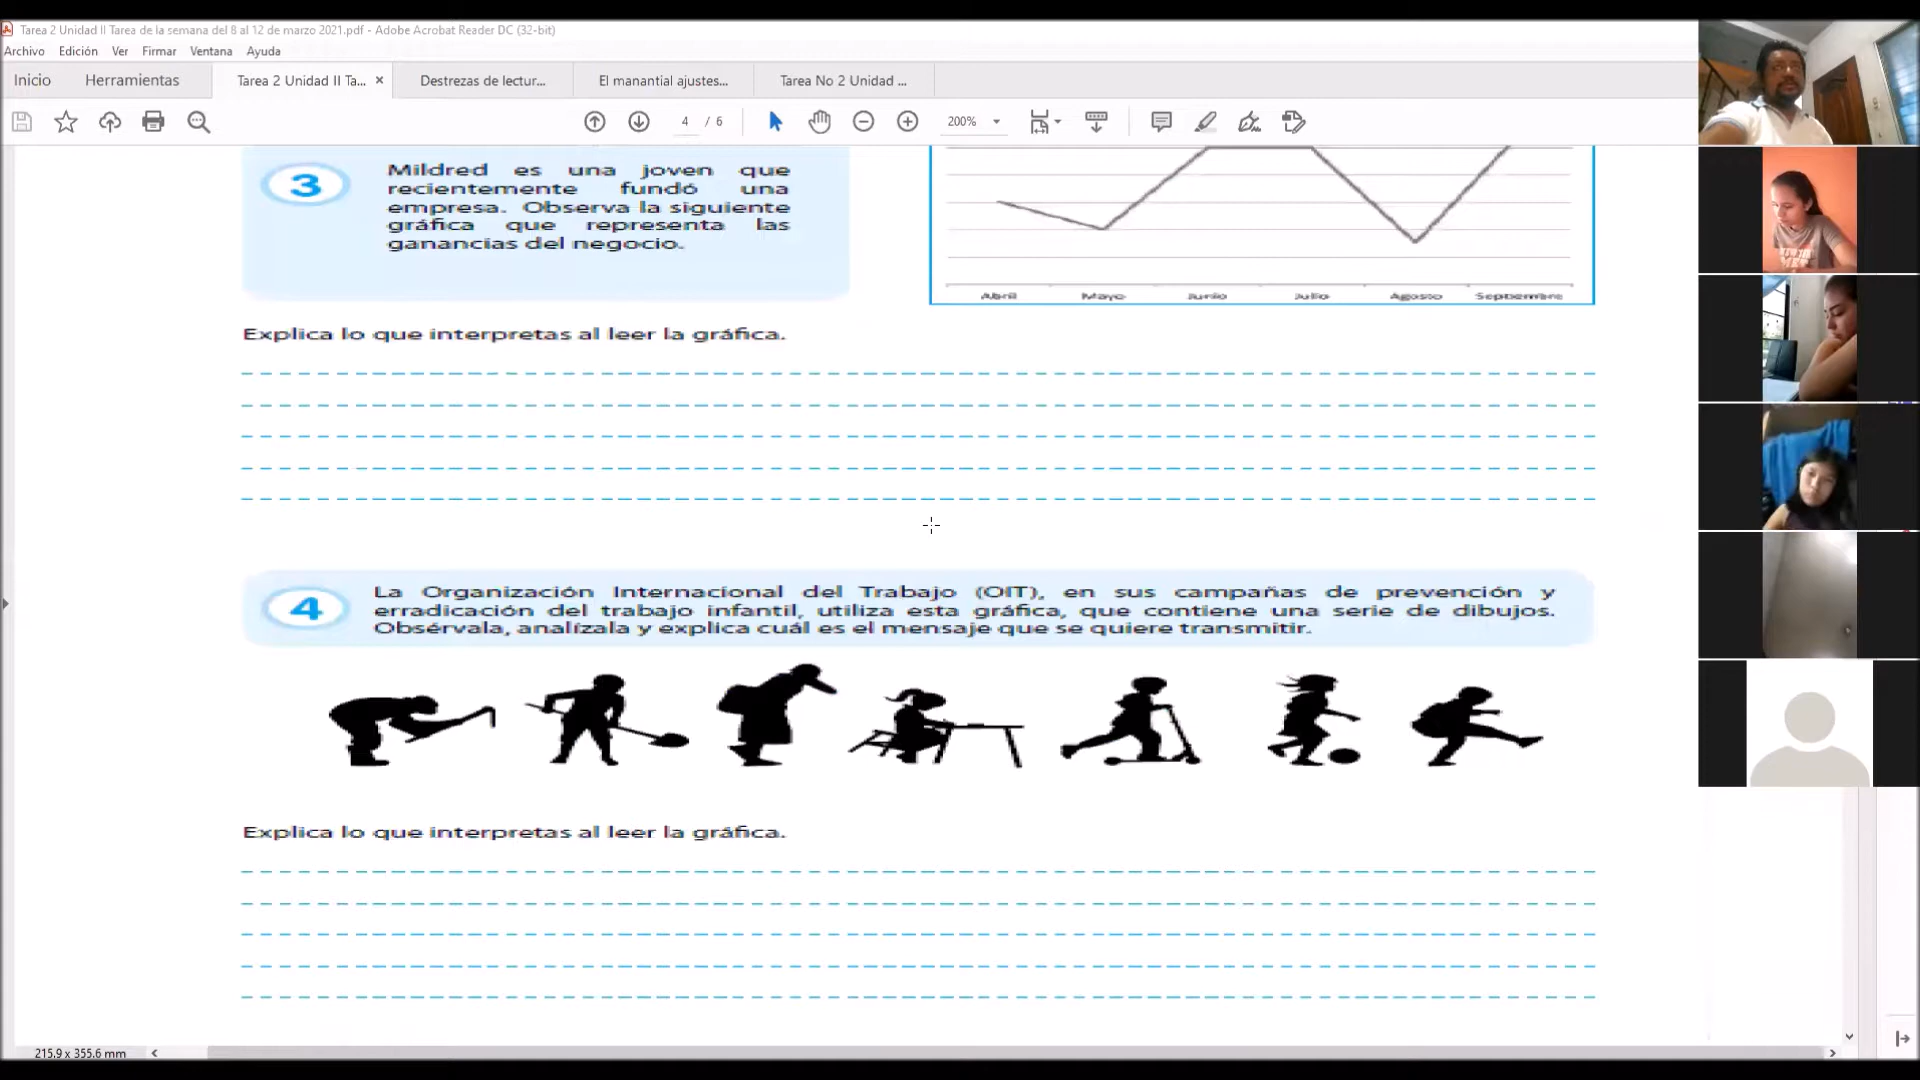 Tarea 2 Unidad II Tarea de la semana del 8 al 12 de marzo 2021.pdf - Adobe Acrobat Reader DC (32-bit)
Archivo Edición Ver Firmar Ventana Ayuda
Inicio Herramientas Tarea 2 Unidad II Ta... × Destrezas de lectur... El manantial ajustes... Tarea No 2 Unidad ...
4 / 6 200%
3
Mildred es una joven que
recientemente fundó una
empresa. Observa la siguiente
gráfica que representa las
ganancias del negocio.
Abril Mayo Junio Julio Agosto Septiembre
Explica lo que interpretas al leer la gráfica.
4
La Organización Internacional del Trabajo (OIT), en sus campañas de prevención y
erradicación del trabajo infantil, utiliza esta gráfica, que contiene una serie de dibujos.
Obsérvala, analízala y explica cuál es el mensaje que se quiere transmitir.
Explica lo que interpretas al leer la gráfica.
215.9 x 355.6 mm